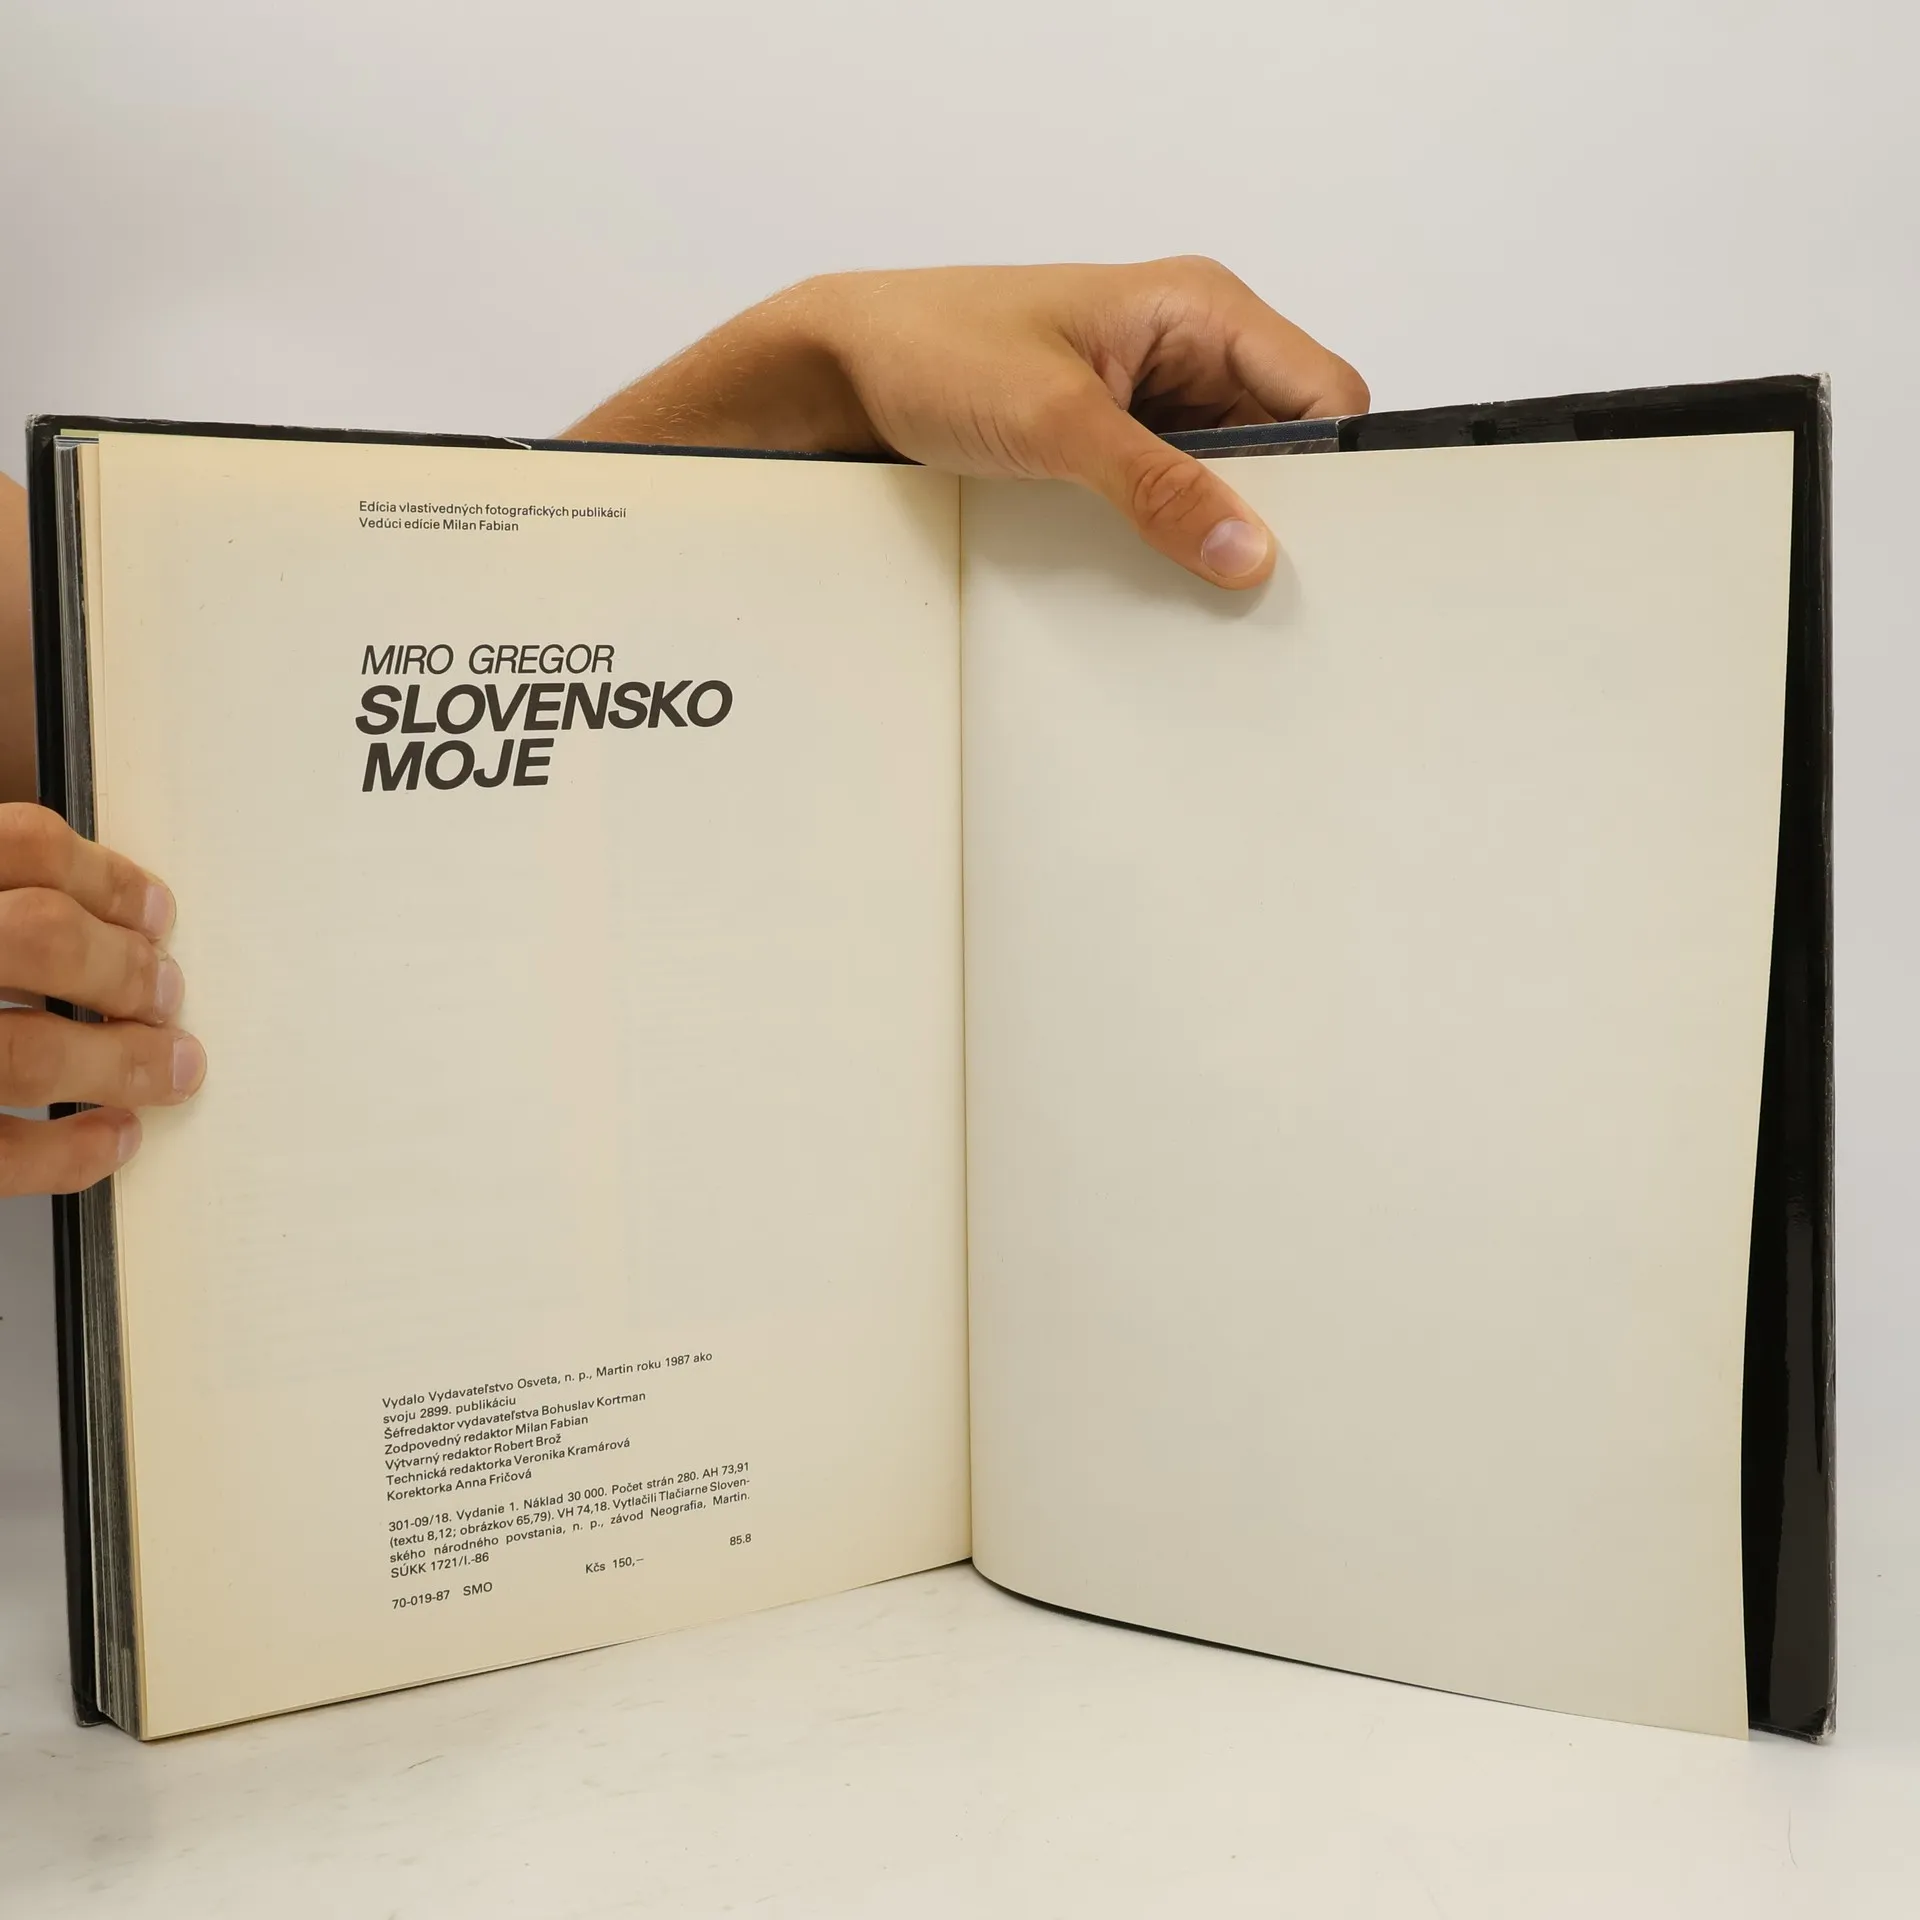 Edícia vlastivedných fotografických publikácií
Vedúci edície Milan Fabian
MIRO GREGOR
SLOVENSKO
MOJE
Vydalo Vydavateľstvo Osveta, n. p., Martin roku 1987 ako
svoju 2899. publikáciu
Šéfredaktor vydavateľstva Bohuslav Kortman
Zodpovedný redaktor Milan Fabian
Výtvarný redaktor Robert Brož
Technická redaktorka Veronika Kramárová
Korektorka Anna Fričová
301-09/18. Vydanie 1. Náklad 30 000. Počet strán 280. AH 73,91
(textu 8,12; obrázkov 65,79). VH 74,18. Vytlačili Tlačiarne Sloven-
ského národného povstania, n. p., závod Neografia, Martin.
SÚKK 1721/I.-86
85.8
Kčs 150,—
70-019-87 SMO